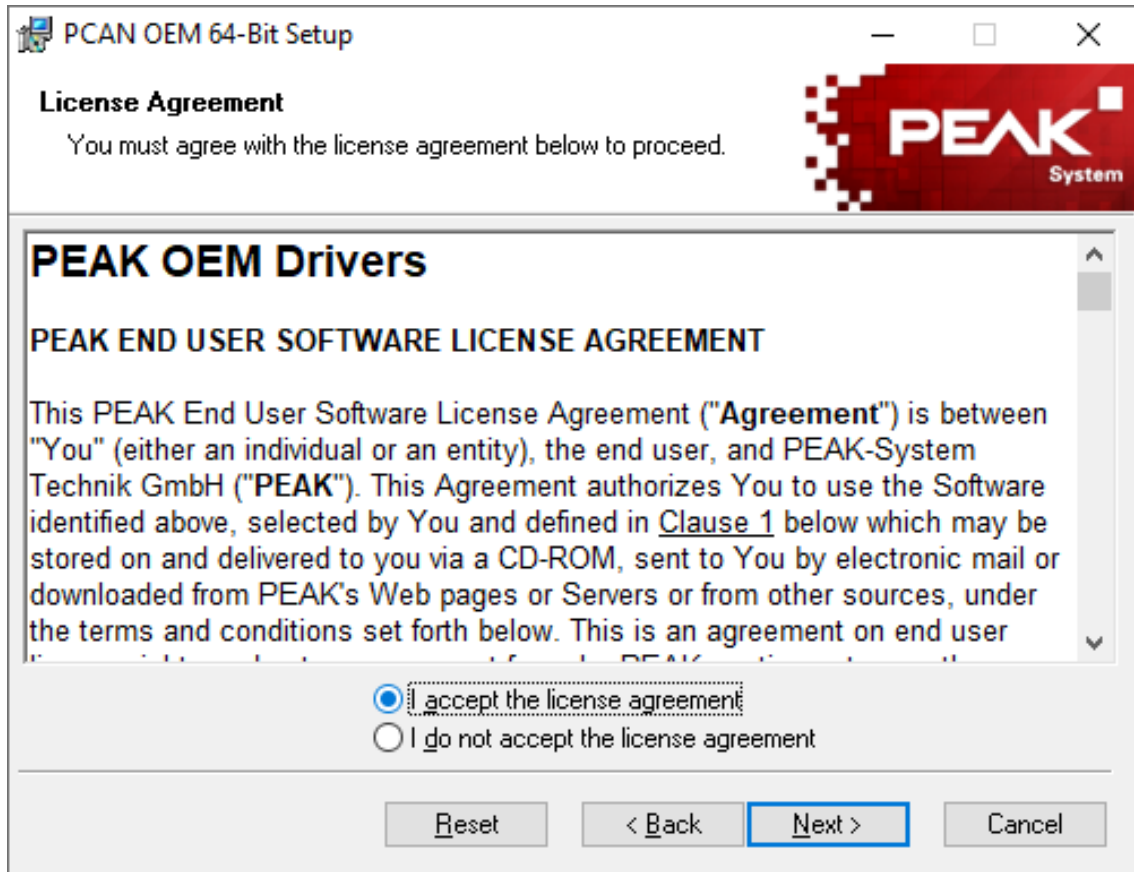 PCAN OEM 64-Bit Setup
License Agreement
You must agree with the license agreement below to proceed.
PEAK
System
PEAK OEM Drivers
PEAK END USER SOFTWARE LICENSE AGREEMENT
This PEAK End User Software License Agreement ("Agreement") is between
"You" (either an individual or an entity), the end user, and PEAK-System
Technik GmbH ("PEAK"). This Agreement authorizes You to use the Software
identified above, selected by You and defined in Clause 1 below which may be
stored on and delivered to you via a CD-ROM, sent to You by electronic mail or
downloaded from PEAK's Web pages or Servers or from other sources, under
the terms and conditions set forth below. This is an agreement on end user
I accept the license agreement
I do not accept the license agreement
Reset
< Back
Next >
Cancel